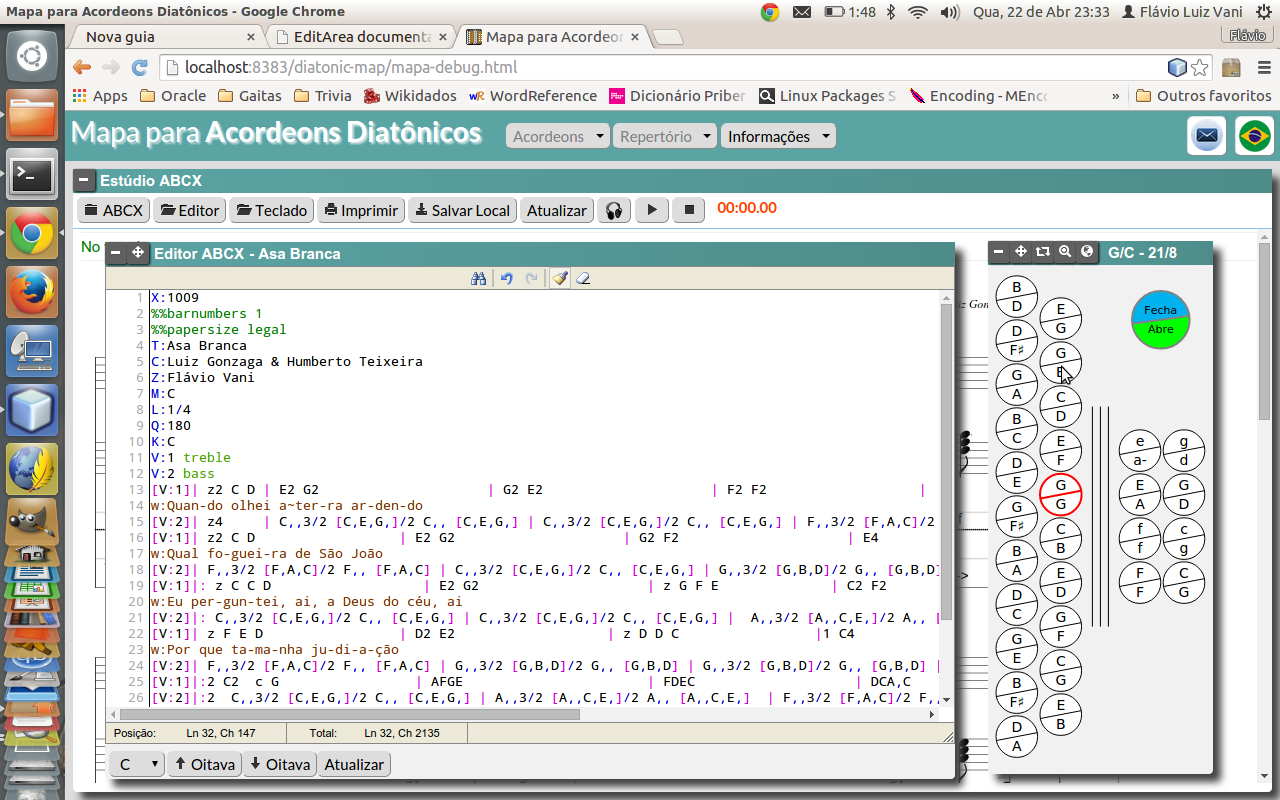 Mapa para Acordeons Diatônicos - Google Chrome
1:48
Qua, 22 de Abr 23:33
Flávio Luiz Vani
Nova guia
EditArea documenta
Mapa para Acordeor
Flávio
localhost:8383/diatonic-map/mapa-debug.html
Apps
Oracle
Gaitas
Trivia
Wikidados
WordReference
Dicionário Priber
Linux Packages S
Encoding - MEnc
»
Outros favoritos
Mapa para Acordeons Diatônicos
Acordeons
Repertório
Informações
Estúdio ABCX
ABCX
Editor
Teclado
Imprimir
Salvar Local
Atualizar
00:00.00
No
Editor ABCX - Asa Branca
1 X:1009
2 %%barnumbers 1
3 %%papersize legal
4 T:Asa Branca
5 C:Luiz Gonzaga & Humberto Teixeira
6 Z:Flávio Vani
7 M:C
8 L:1/4
9 Q:180
10 K:C
11 V:1 treble
12 V:2 bass
13 [V:1]| z2 C D | E2 G2 | G2 E2 | F2 F2 |
14 w:Quan-do olhei a~ter-ra ar-den-do
15 [V:2]| z4 | C,,3/2 [C,E,G,]/2 C,, [C,E,G,] | C,,3/2 [C,E,G,]/2 C,, [C,E,G,] | F,,3/2 [F,A,C]/2
16 [V:1]| z2 C D | E2 G2 | G2 F2 | E4
17 w:Qual fo-guei-ra de São João
18 [V:2]| F,,3/2 [F,A,C]/2 F,, [F,A,C] | C,,3/2 [C,E,G,]/2 C,, [C,E,G,] | G,,3/2 [G,B,D]/2 G,, [G,B,D]
19 [V:1]|: z C C D | E2 G2 | z G F E | C2 F2
20 w:Eu per-gun-tei, ai, a Deus do céu, ai
21 [V:2]|: C,,3/2 [C,E,G,]/2 C,, [C,E,G,] | C,,3/2 [C,E,G,]/2 C,, [C,E,G,] | A,,3/2 [A,,C,E,]/2 A,, [
22 [V:1]| z F E D | D2 E2 | z D D C |1 C4
23 w:Por que ta-ma-nha ju-di-a-ção
24 [V:2]| F,,3/2 [F,A,C]/2 F,, [F,A,C] | G,,3/2 [G,B,D]/2 G,, [G,B,D] | G,,3/2 [G,B,D]/2 G,, [G,B,D] |
25 [V:1]|:2 C2 c G | AFGE | FDEC | DCA,C
26 [V:2]|:2 C,,3/2 [C,E,G,]/2 C,, [C,E,G,] | A,,3/2 [A,,C,E,]/2 A,, [A,,C,E,] | F,,3/2 [F,A,C]/2 F,,
Posição: Ln 32, Ch 147 Total: Ln 32, Ch 2135
C
Oitava
Oitava
Atualizar
G/C - 21/8
Fecha
Abre
B
D
D
F♯
G
A
B
C
D
E
G
F♯
B
A
D
C
G
E
B
F♯
D
A
E
G
G
C
D
E
F
G
G
C
B
E
D
G
F
C
G
E
B
e
a-
g
d
E
A
G
D
f
f
c
g
F
F
C
G